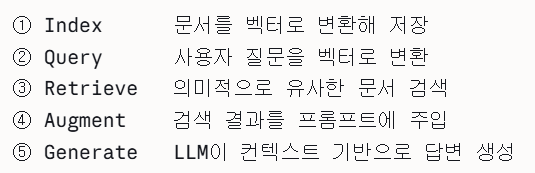 ① Index 문서를 벡터로 변환해 저장
② Query 사용자 질문을 벡터로 변환
③ Retrieve 의미적으로 유사한 문서 검색
④ Augment 검색 결과를 프롬프트에 주입
⑤ Generate LLM이 컨텍스트 기반으로 답변 생성